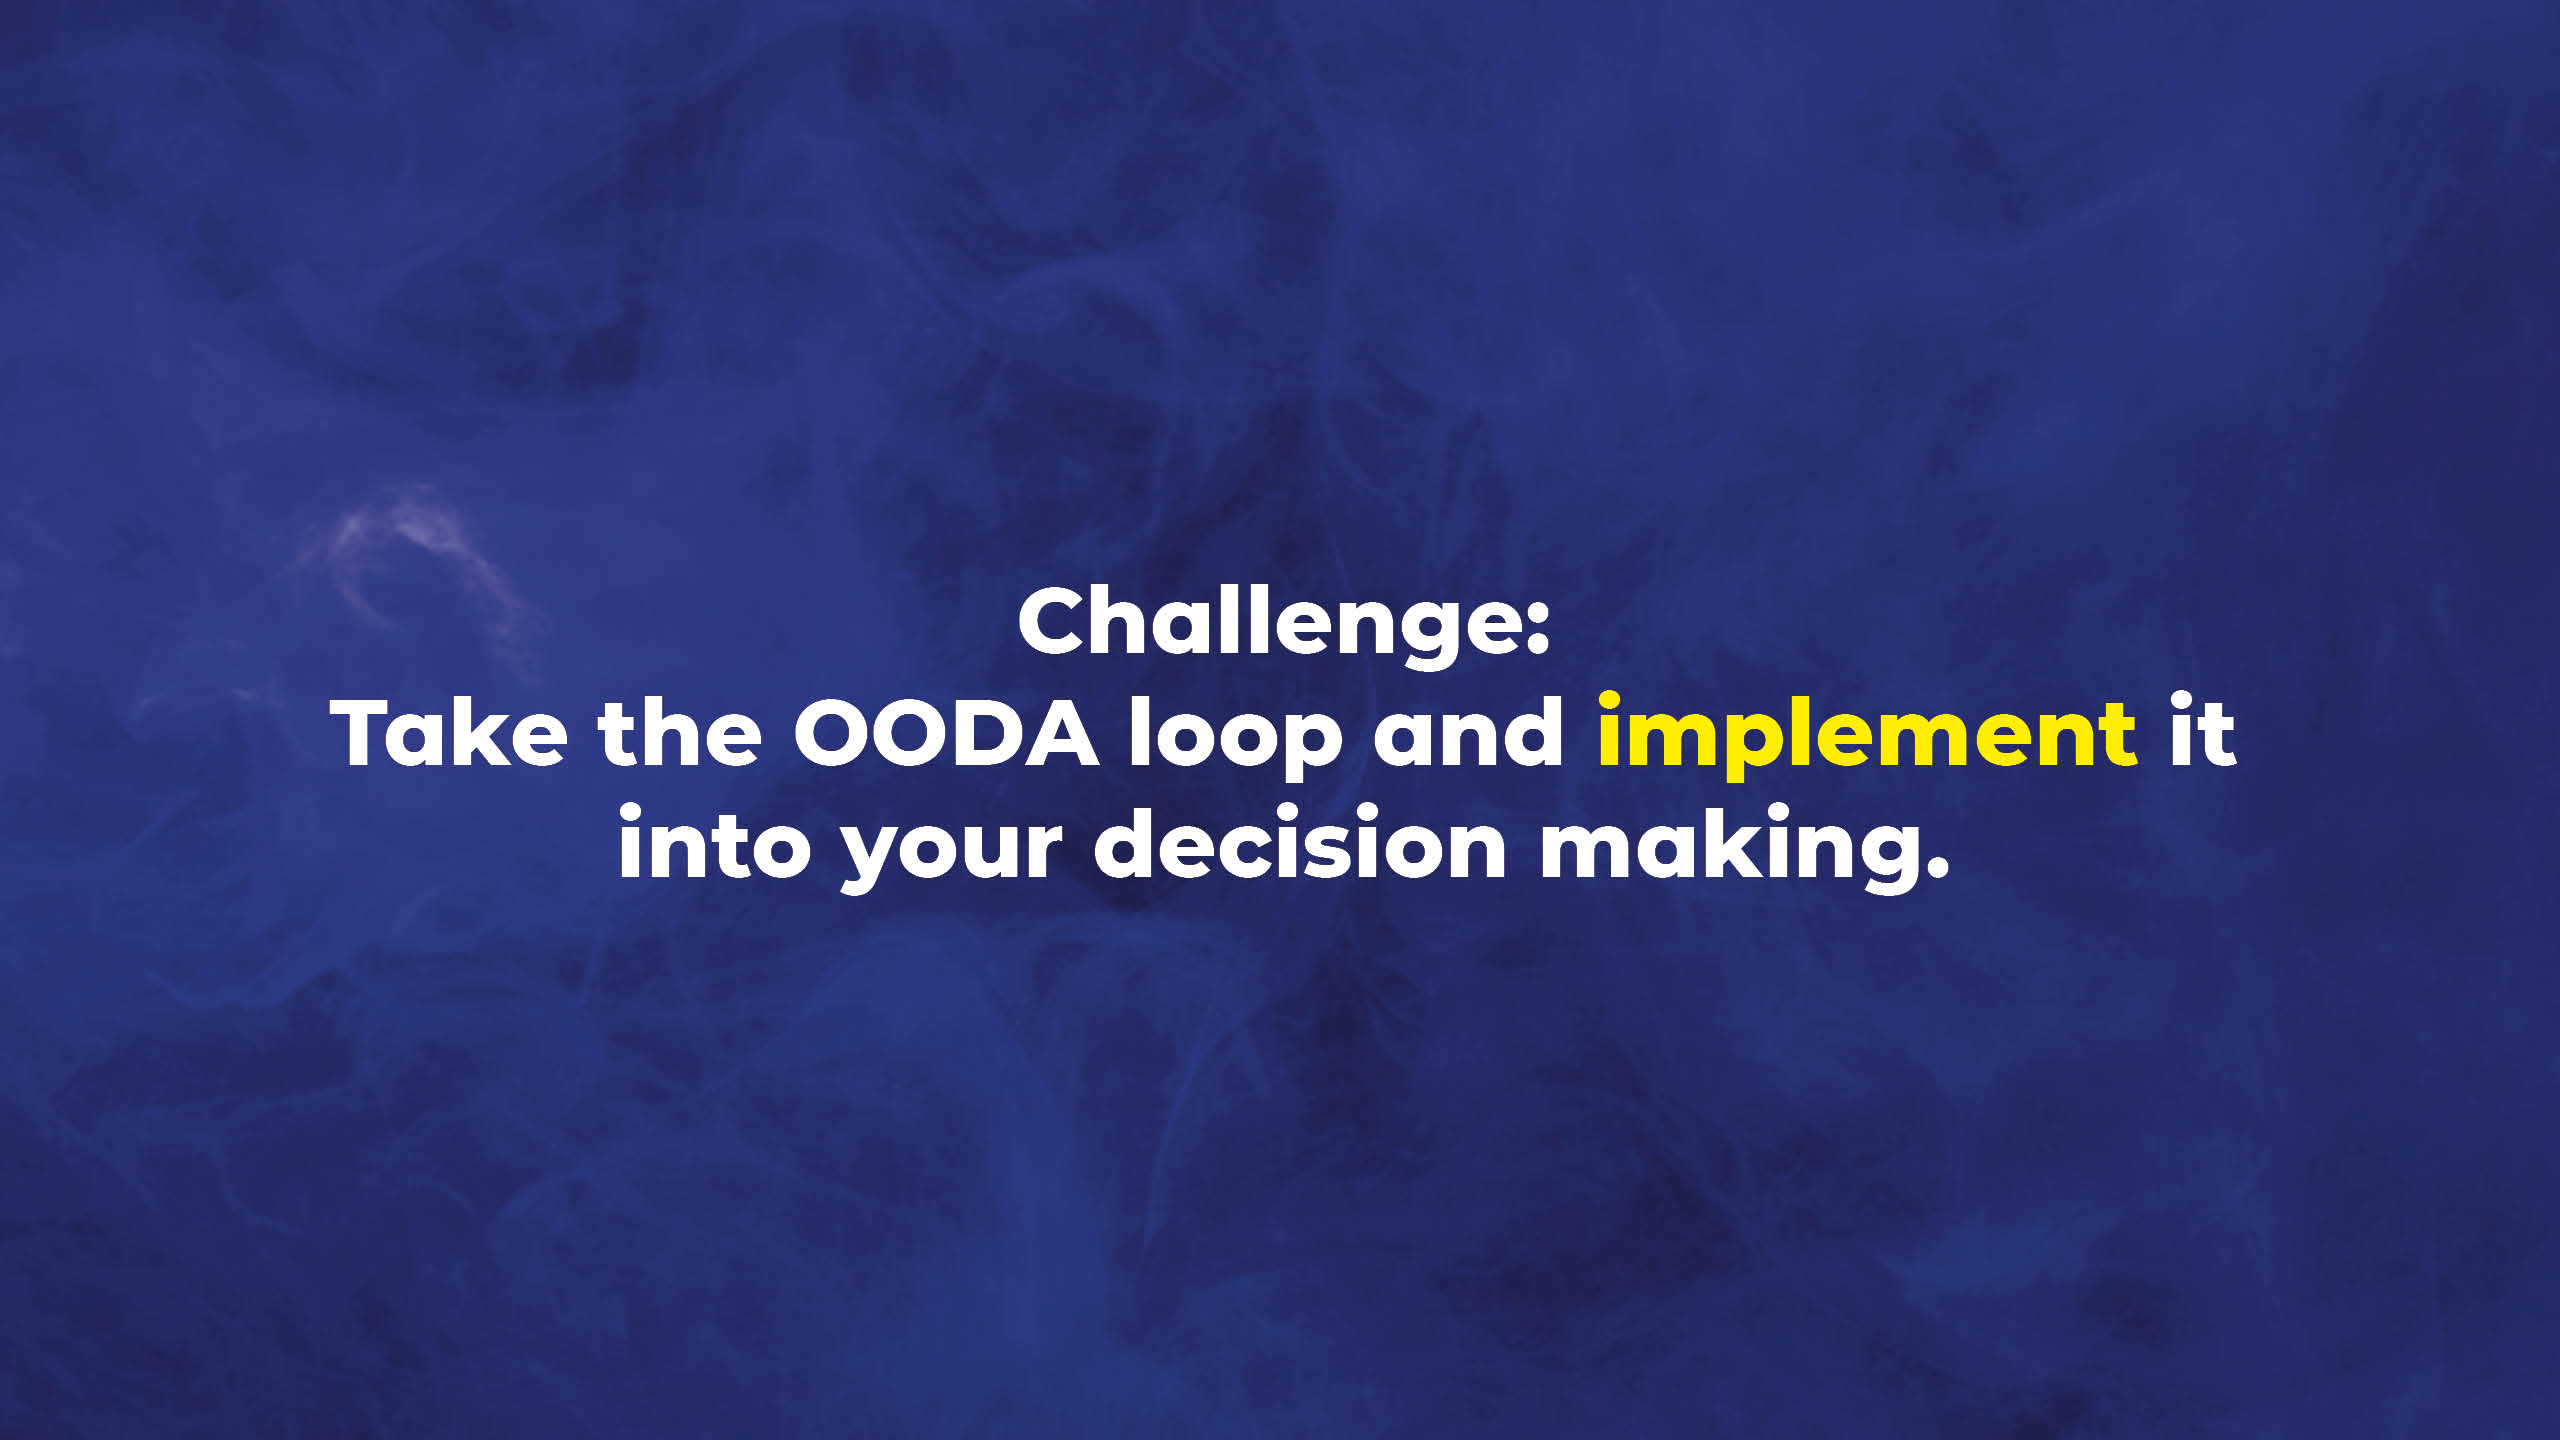 Challenge:
Take the OODA loop and implement it
into your decision making.